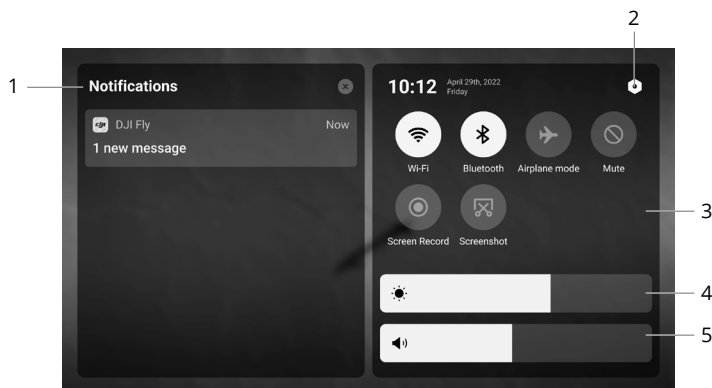 2
1
Notifications
dji DJI Fly Now
1 new message
10:12
April 29th, 2022
Friday
Wi-Fi Bluetooth Airplane mode Mute
Screen Record Screenshot
3
4
5